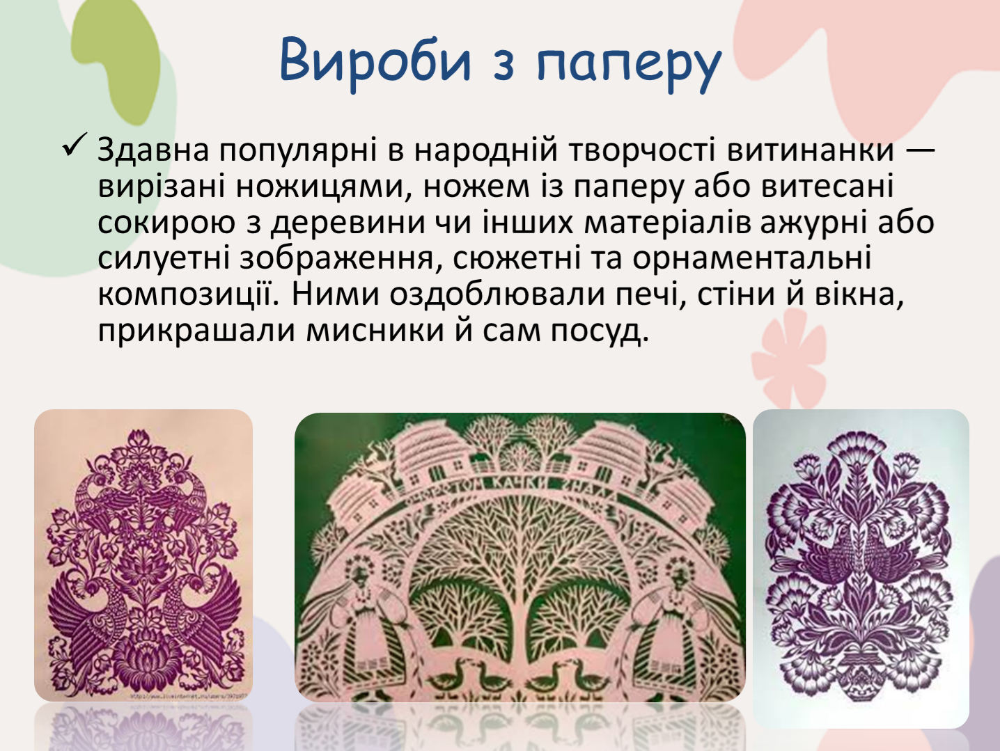 Вироби з паперу
✓ Здавна популярні в народній творчості витинанки —
вирізані ножицями, ножем із паперу або витесані
сокирою з деревини чи інших матеріалів ажурні або
силуетні зображення, сюжетні та орнаментальні
композиції. Ними оздоблювали печі, стіни й вікна,
прикрашали мисники й сам посуд.
КАЧКИ